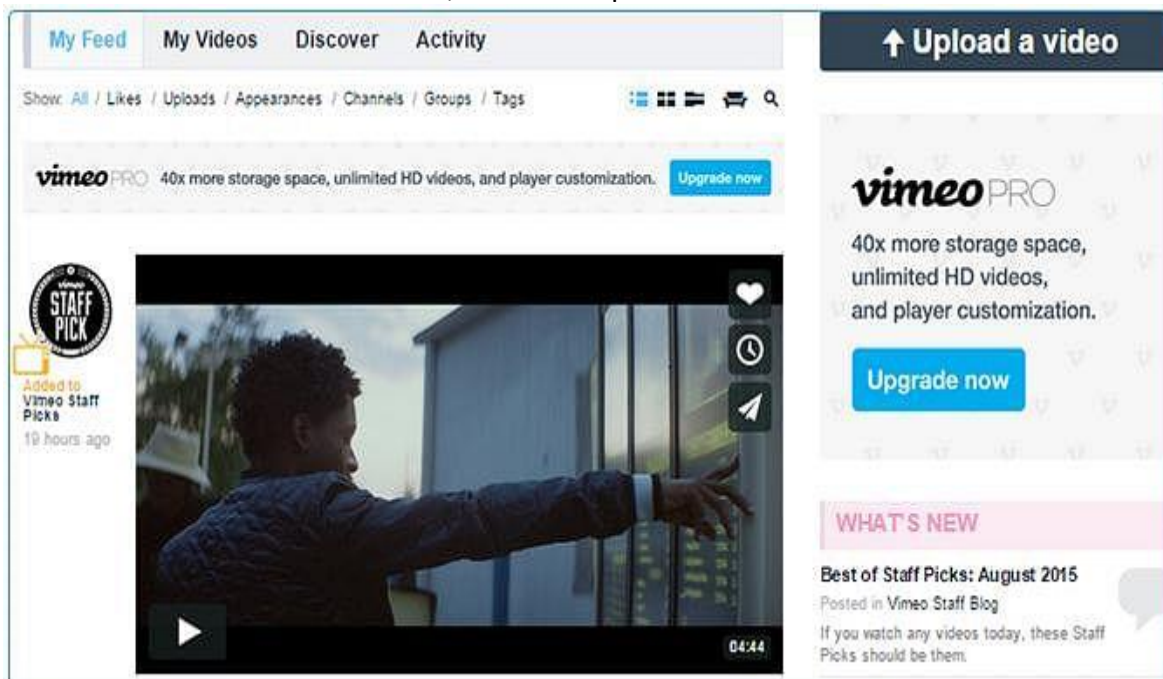 My Feed My Videos Discover Activity
Show: All / Likes / Uploads / Appearances / Channels / Groups / Tags
vimeo PRO 40x more storage space, unlimited HD videos, and player customization. Upgrade now
vimeo
STAFF
PICK
Added to
Vimeo Staff
Picks
19 hours ago
04:44
Upload a video
vimeo PRO
40x more storage space,
unlimited HD videos,
and player customization.
Upgrade now
WHAT'S NEW
Best of Staff Picks: August 2015
Posted in Vimeo Staff Blog
If you watch any videos today, these Staff
Picks should be them.